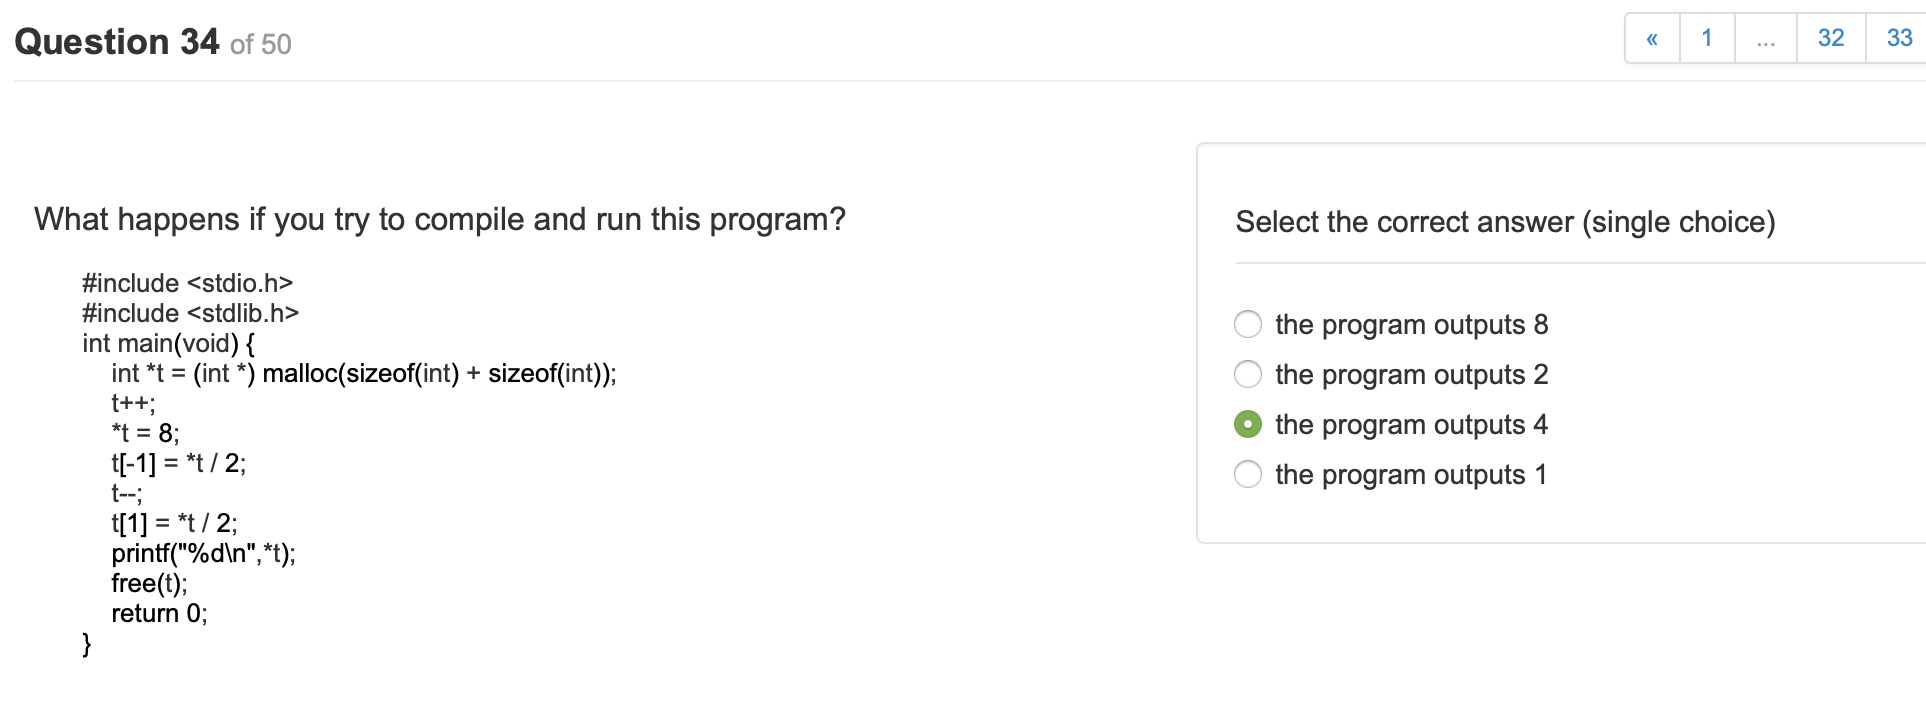 Question 34 of 50
« 1 ... 32 33
What happens if you try to compile and run this program?
#include <stdio.h>
#include <stdlib.h>
int main(void) {
int *t = (int *) malloc(sizeof(int) + sizeof(int));
t++;
*t = 8;
t[-1] = *t / 2;
t--;
t[1] = *t / 2;
printf("%d\n",*t);
free(t);
return 0;
}
Select the correct answer (single choice)
the program outputs 8
the program outputs 2
the program outputs 4
the program outputs 1